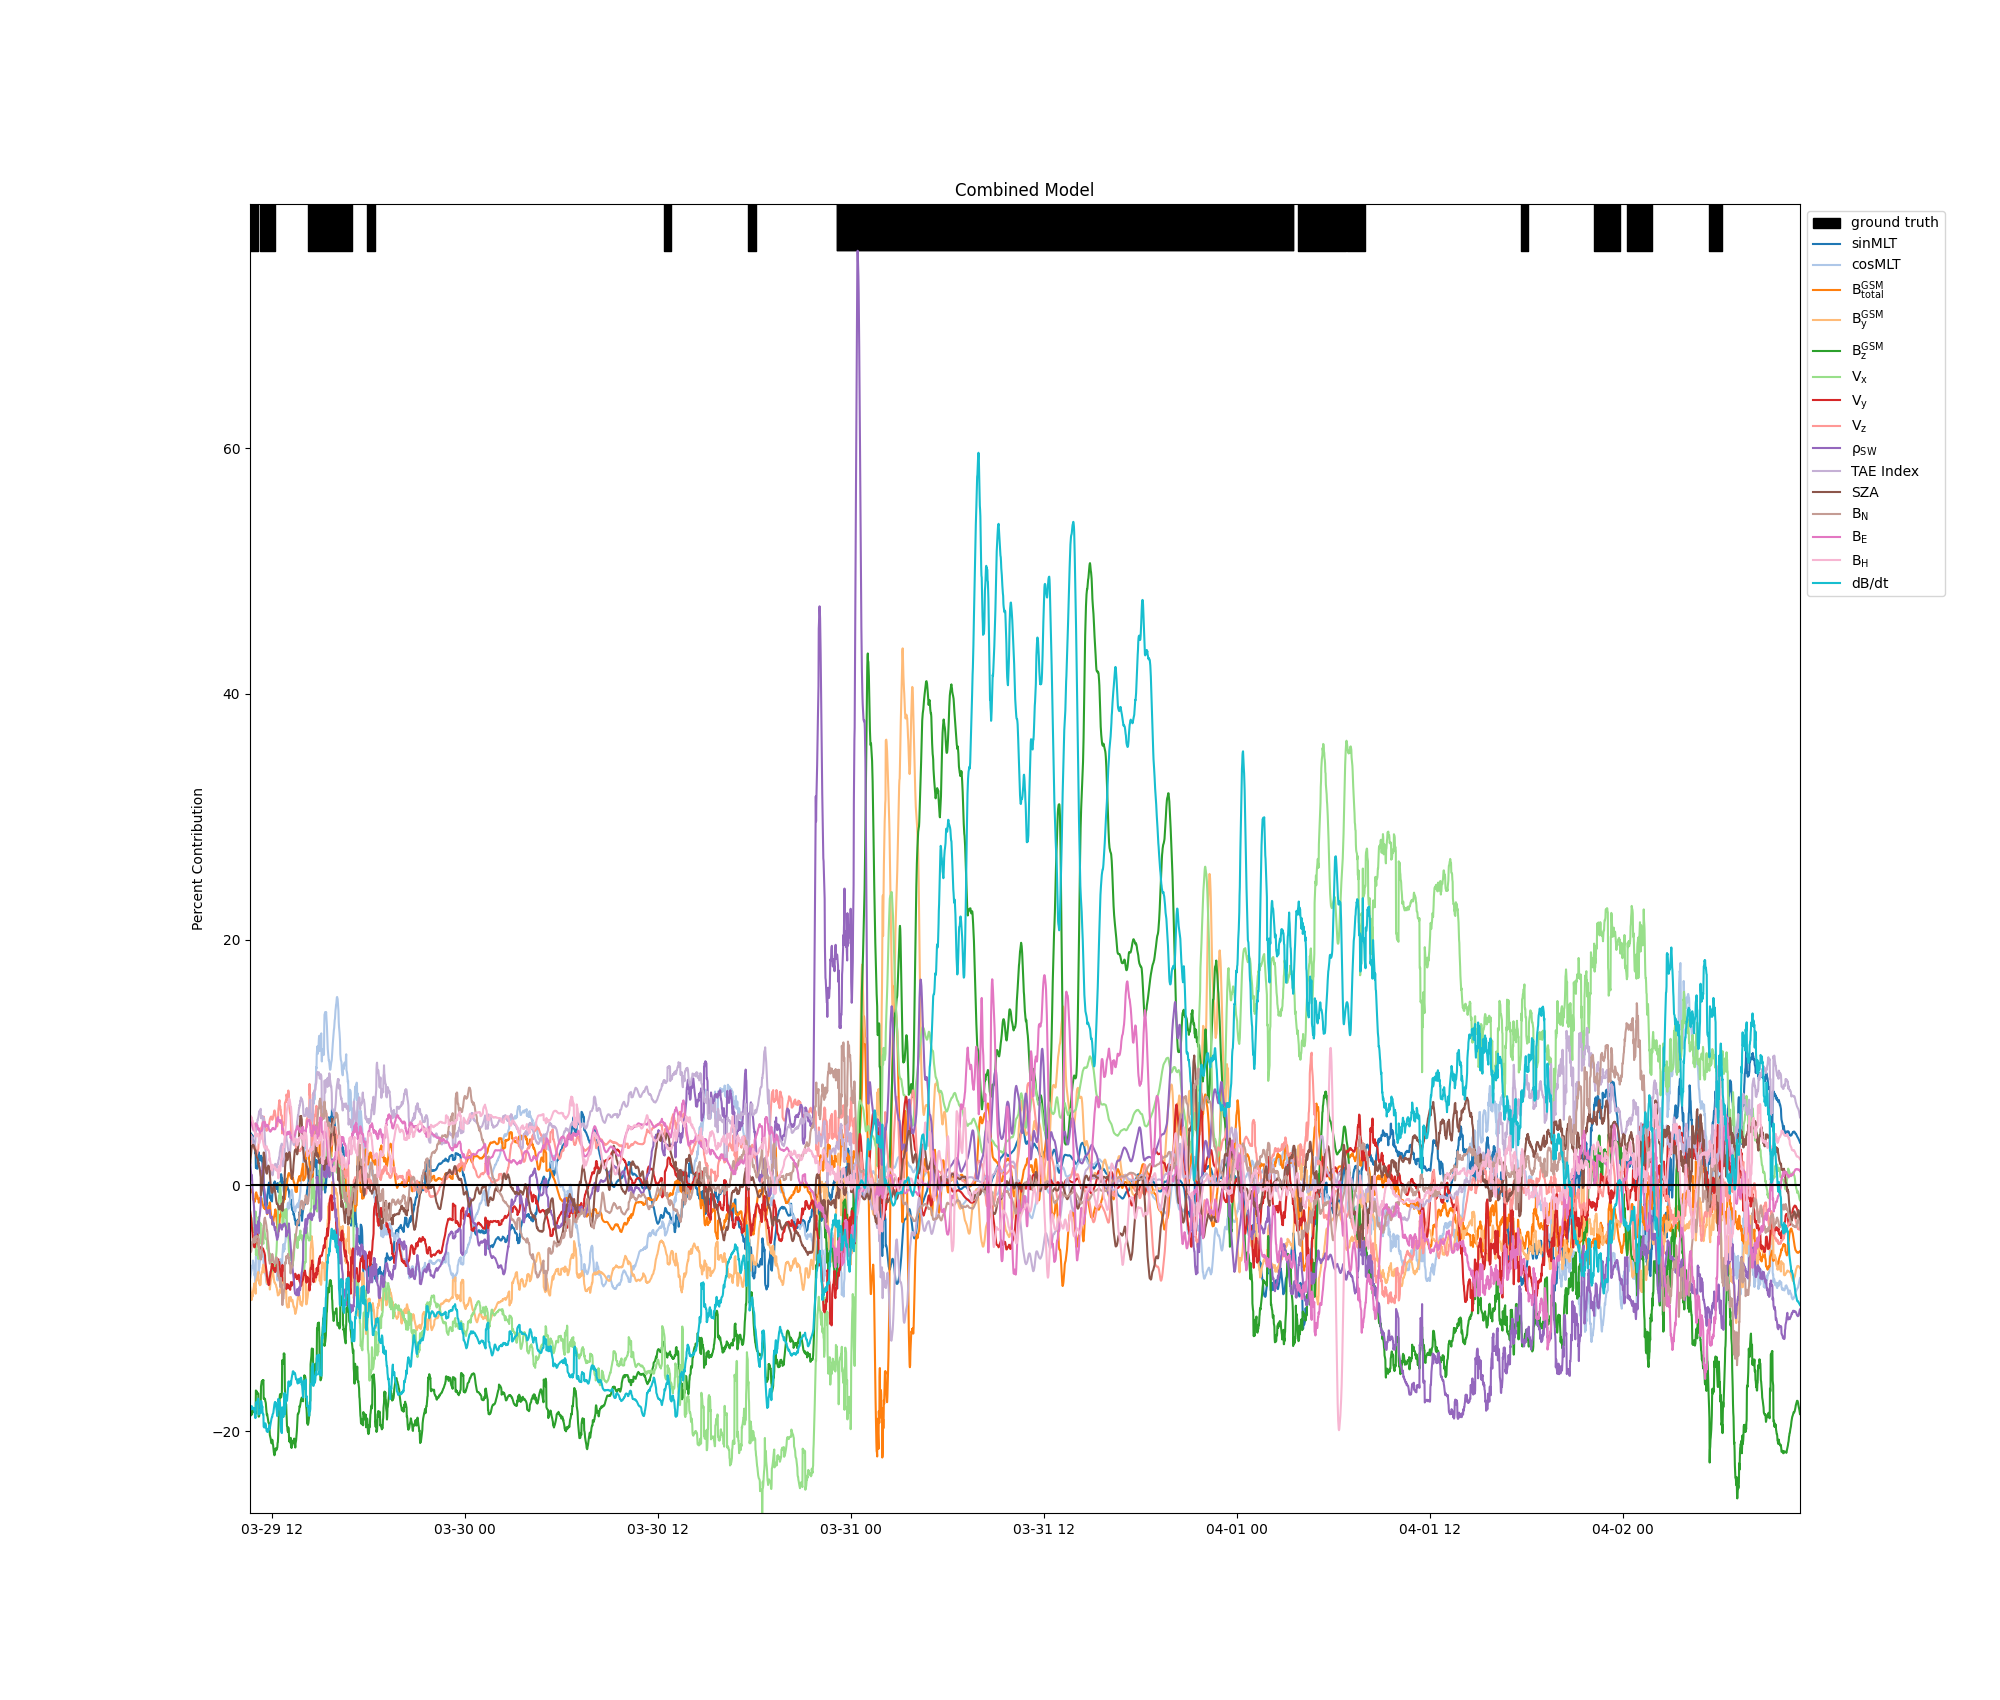 Combined Model
ground truth
sinMLT
cosMLT
B_total^GSM
B_y^GSM
B_z^GSM
V_x
V_y
V_z
ρ_SW
TAE Index
SZA
B_N
B_E
B_H
dB/dt
Percent Contribution
60
40
20
0
−20
03-29 12
03-30 00
03-30 12
03-31 00
03-31 12
04-01 00
04-01 12
04-02 00